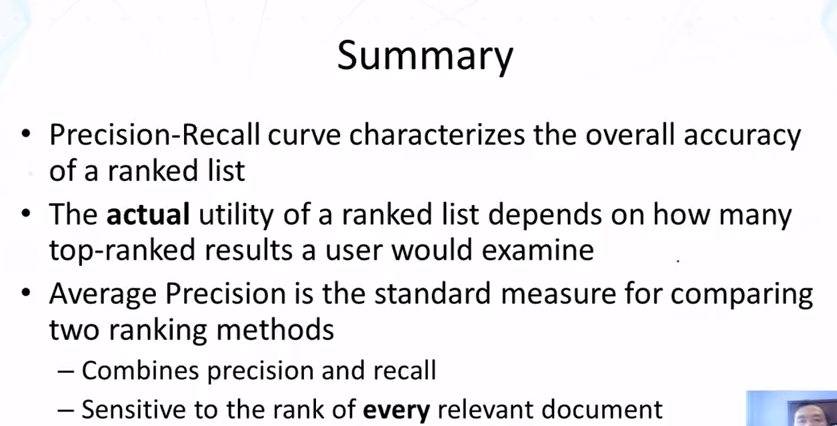 Summary
• Precision-Recall curve characterizes the overall accuracy
of a ranked list
• The actual utility of a ranked list depends on how many
top-ranked results a user would examine
• Average Precision is the standard measure for comparing
two ranking methods
– Combines precision and recall
– Sensitive to the rank of every relevant document